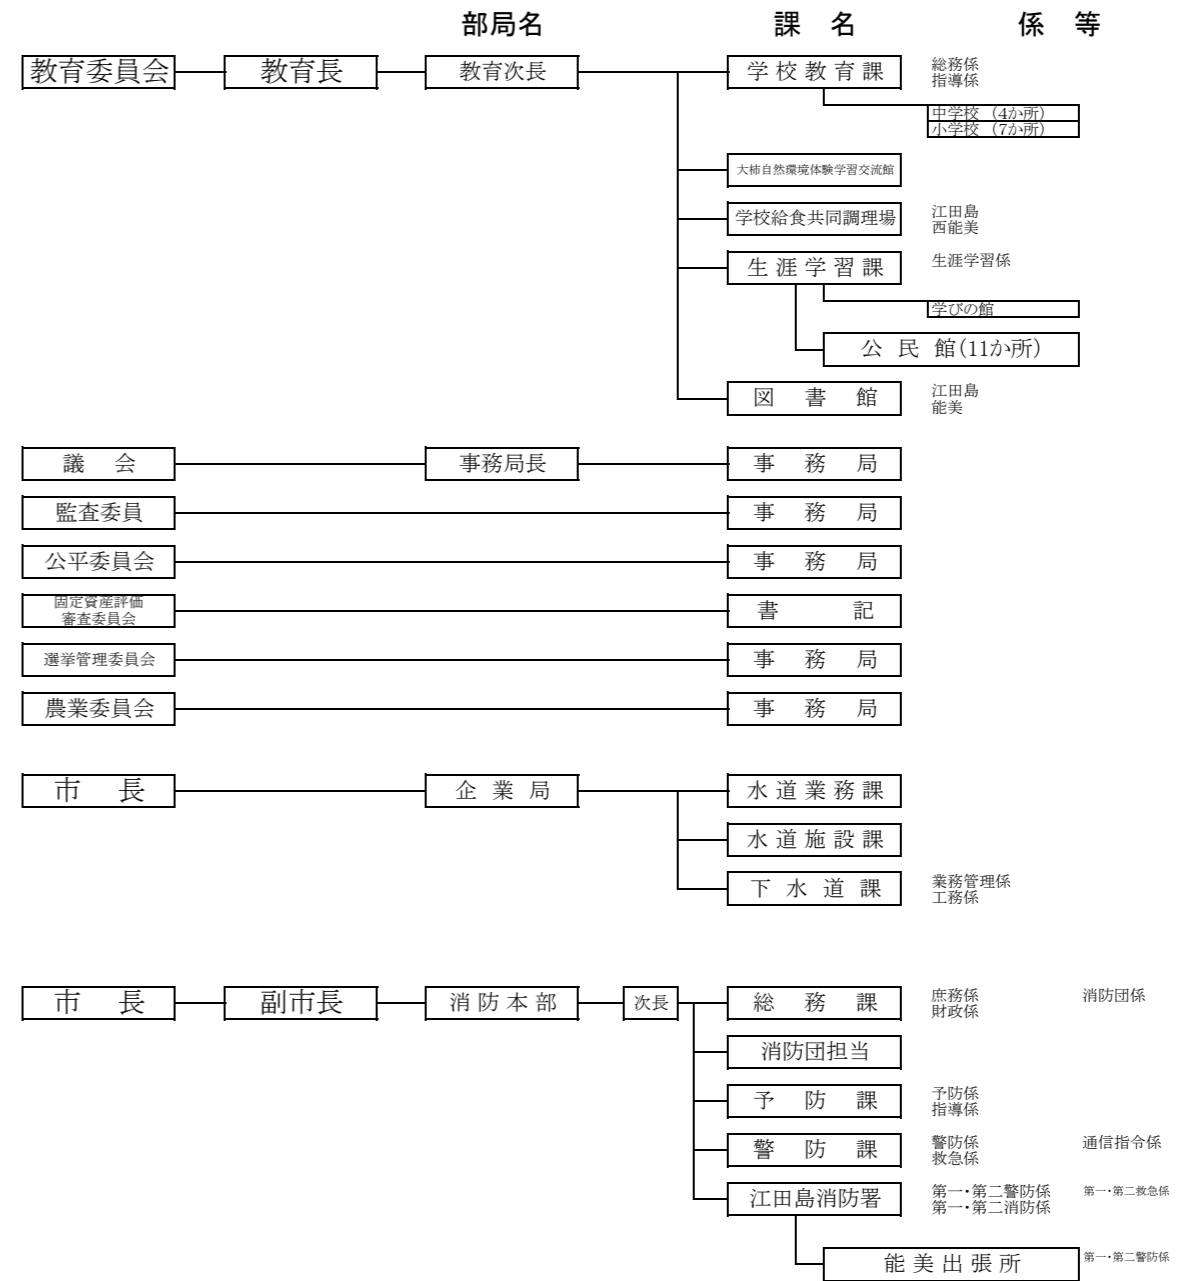 部局名 課 名 係 等
教育委員会 教育長 教育次長 学校教育課 総務係
指導係
中学校 (4か所)
小学校 (7か所)
大柿自然環境体験学習交流館
学校給食共同調理場 江田島
西能美
生涯学習課 生涯学習係
学びの館
公民館(11か所)
図書館 江田島
能美
議会 事務局長 事務局
監査委員 事務局
公平委員会 事務局
固定資産評価
審査委員会 書記
選挙管理委員会 事務局
農業委員会 事務局
市長 企業局 水道業務課
水道施設課
下水道課 業務管理係
工務係
市長 副市長 消防本部 次長 総務課 庶務係 消防団係
財政係
消防団担当
予防課 予防係
指導係
警防課 警防係 通信指令係
救急係
江田島消防署 第一・第二警防係 第一・第二救急係
第一・第二消防係
能美出張所 第一・第二警防係